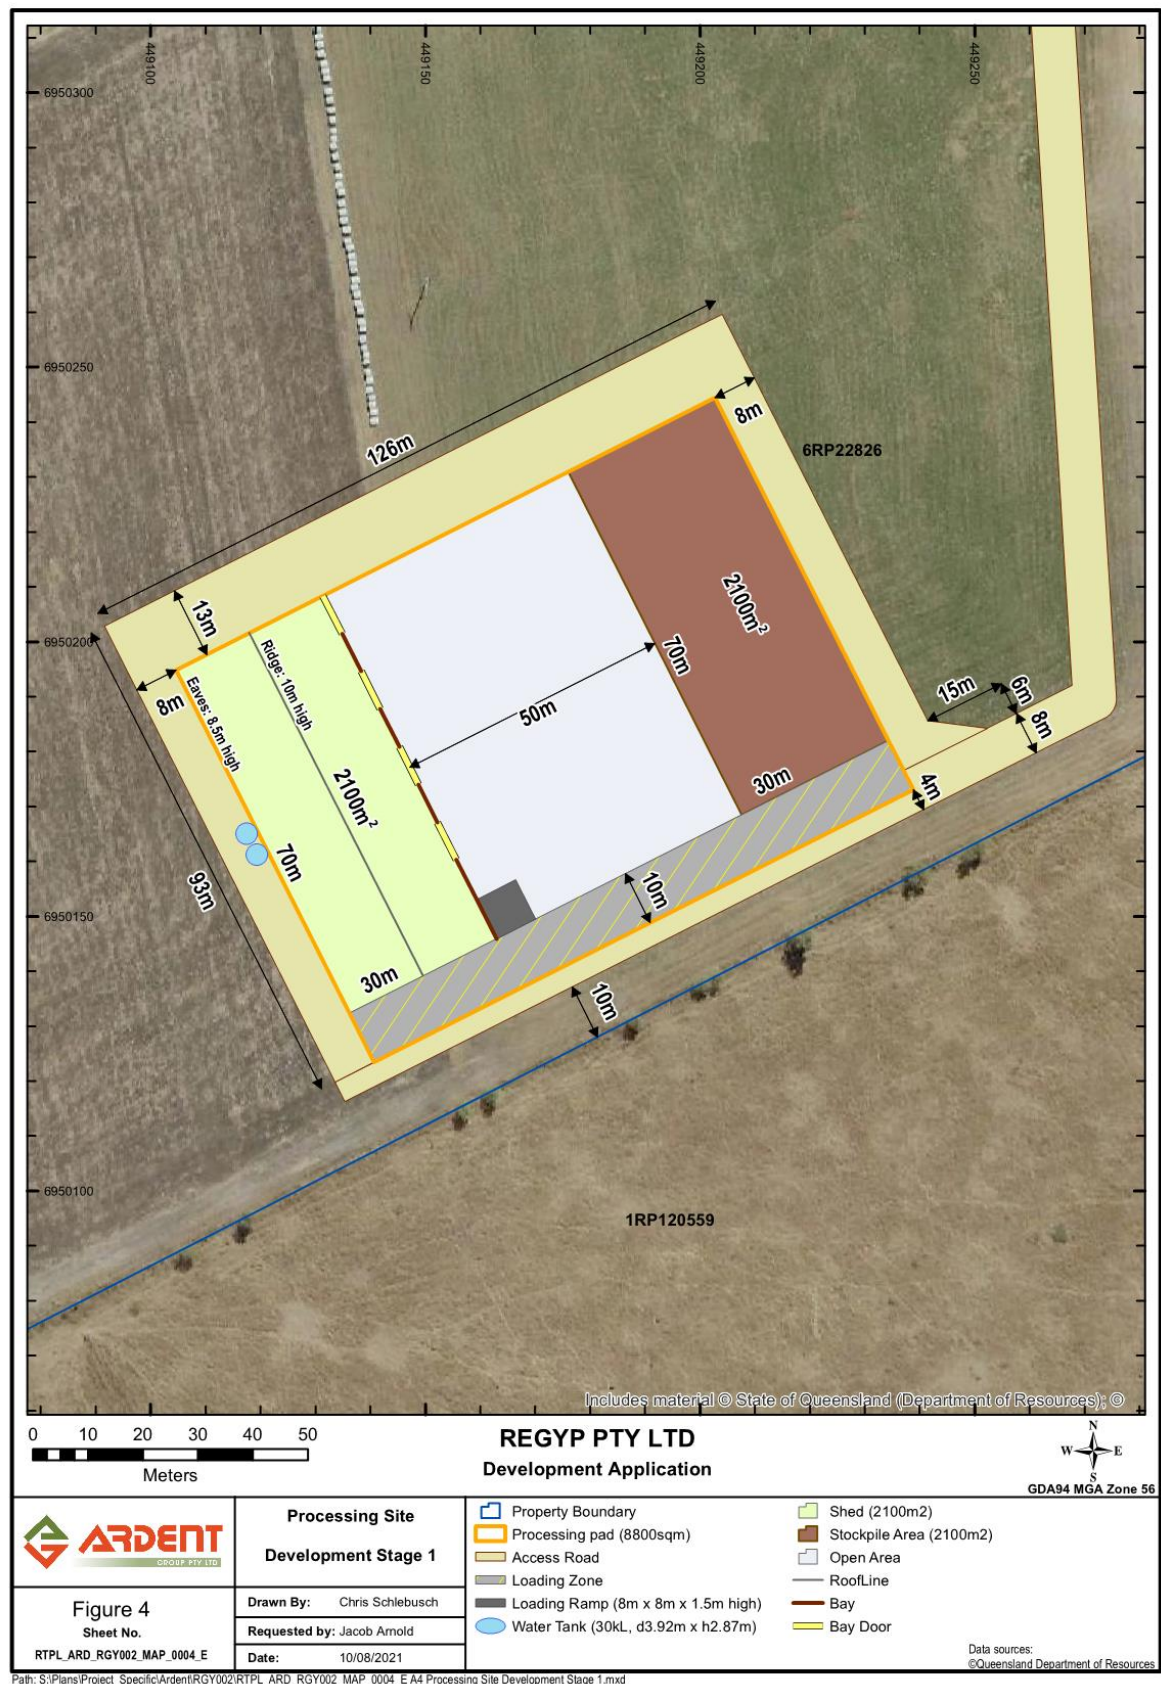 449100
449150
449200
449250
6950300
6950250
6950200
6950150
6950100
126m
8m
6RP22826
13m
8m
Eaves: 8.5m high
Ridge: 10m high
2100m²
70m
93m
30m
50m
70m
2100m²
30m
10m
10m
15m
6m
8m
4m
1RP120559
Includes material © State of Queensland (Department of Resources); ©
0 10 20 30 40 50
Meters
REGYP PTY LTD
Development Application
N
W E
S
GDA94 MGA Zone 56
ARDENT
GROUP PTY LTD
Processing Site
Development Stage 1
Figure 4
Sheet No.
RTPL_ARD_RGY002_MAP_0004_E
Drawn By: Chris Schlebusch
Requested by: Jacob Arnold
Date: 10/08/2021
Property Boundary
Processing pad (8800sqm)
Access Road
Loading Zone
Loading Ramp (8m x 8m x 1.5m high)
Water Tank (30kL, d3.92m x h2.87m)
Shed (2100m2)
Stockpile Area (2100m2)
Open Area
RoofLine
Bay
Bay Door
Data sources:
©Queensland Department of Resources
Path: S:\Plans\Project_Specific\Ardent\RGY002\RTPL_ARD_RGY002_MAP_0004_E A4 Processing Site Development Stage 1.mxd